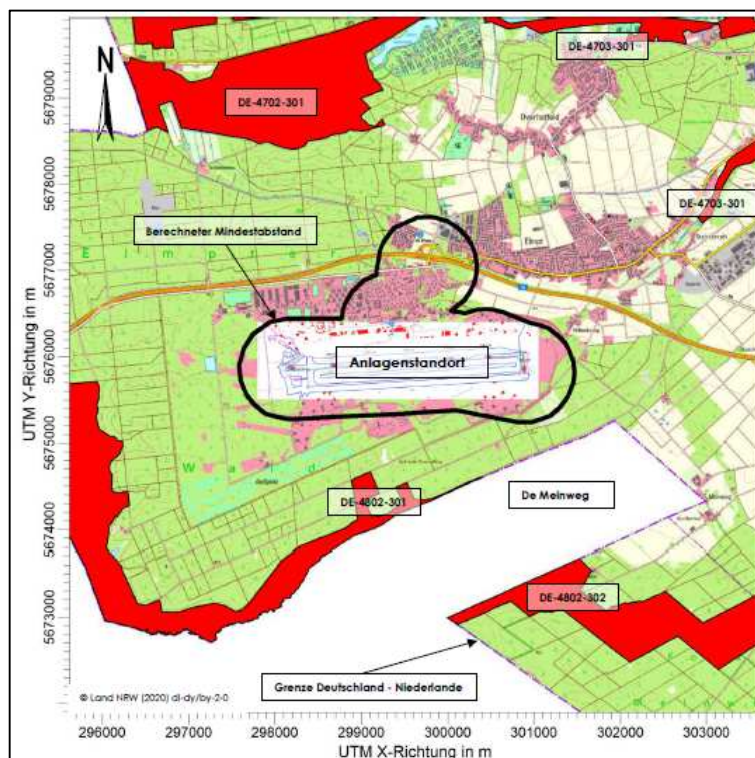 N
DE-4703-301
DE-4702-301
Overhetfeld
DE-4703-301
Berechneter Mindestabstand
Elmpt
E l m p t e r
Anlagenstandort
W a l d
De Meinweg
DE-4802-301
DE-4802-302
Grenze Deutschland - Niederlande
© Land NRW (2020) dl-dy/by-2-0
UTM Y-Richtung in m
5679000
5678000
5677000
5676000
5675000
5674000
5673000
296000 297000 298000 299000 300000 301000 302000 303000
UTM X-Richtung in m